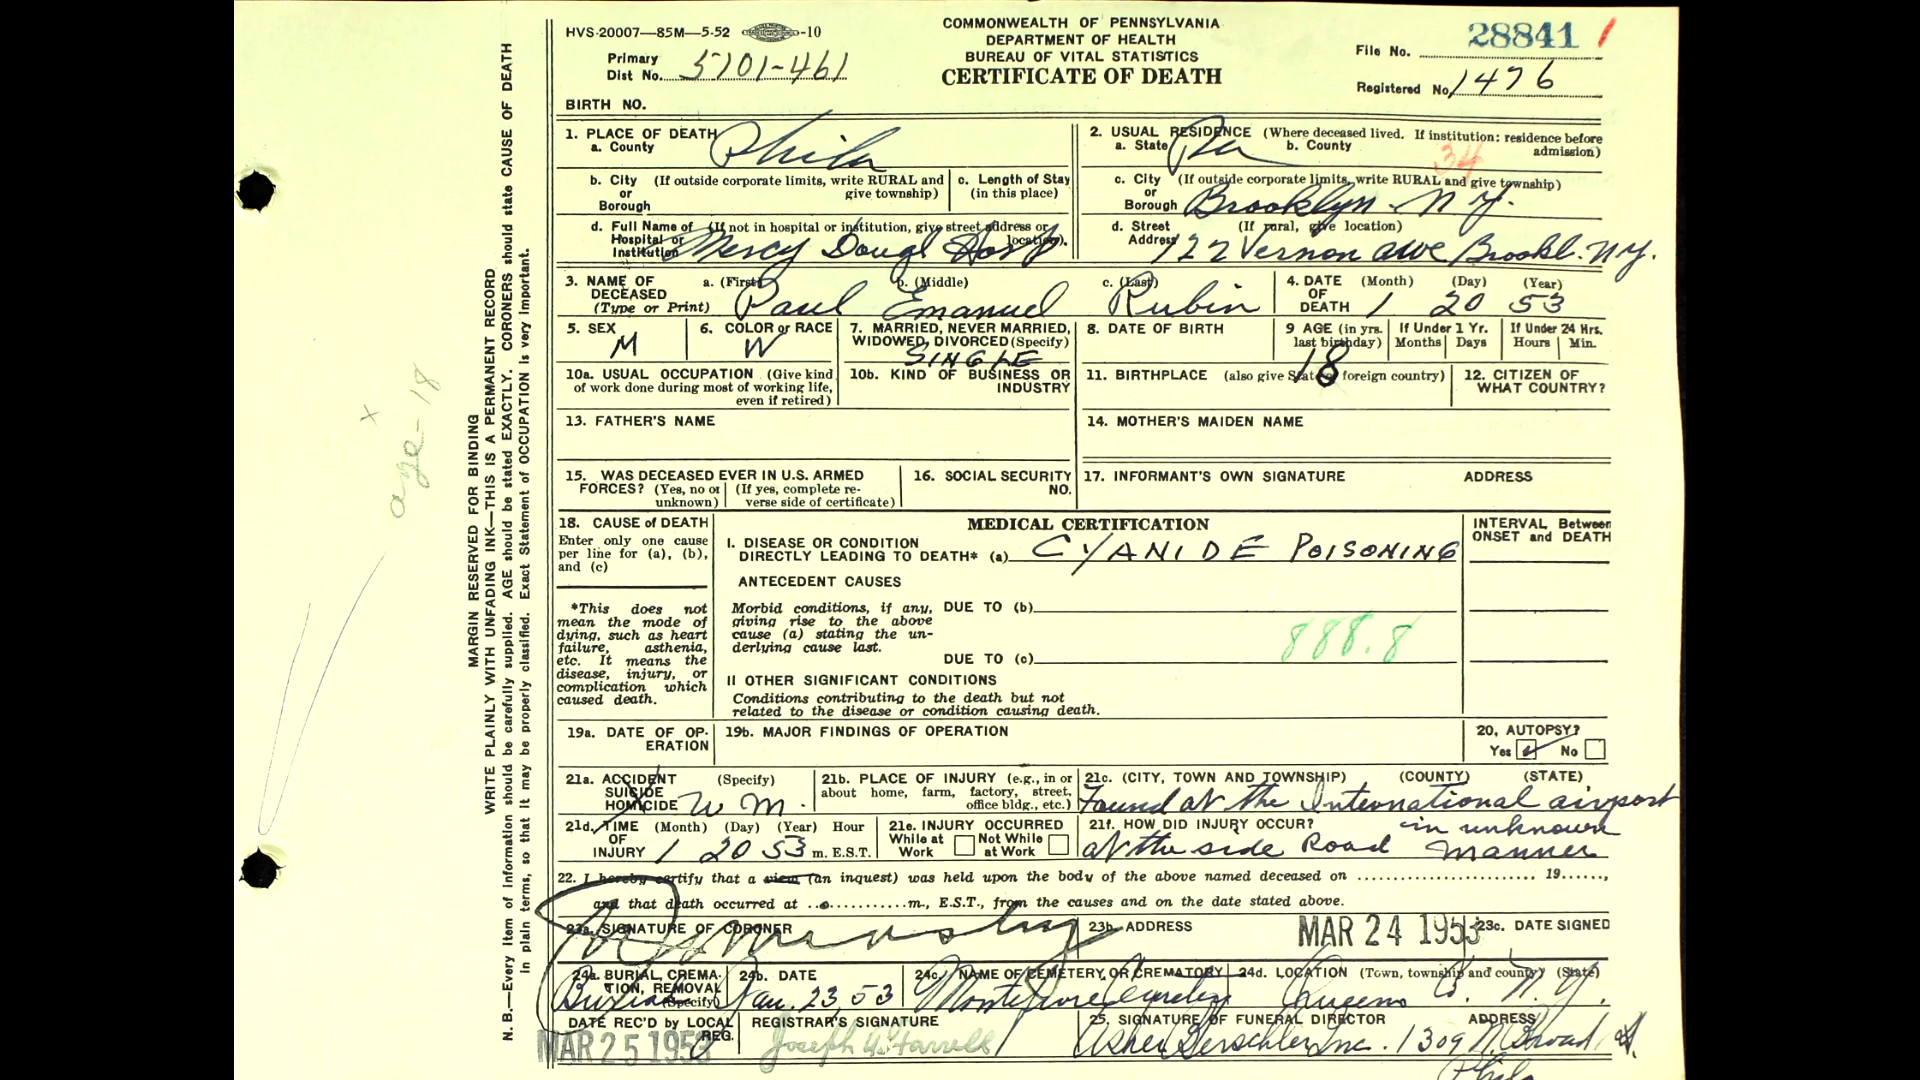 HVS-20007—85M—5-52 -10
COMMONWEALTH OF PENNSYLVANIA
DEPARTMENT OF HEALTH
BUREAU OF VITAL STATISTICS
CERTIFICATE OF DEATH
Primary Dist No. 5101-461
File No. 28841 1
Registered No. 1476
BIRTH NO.
1. PLACE OF DEATH
a. County Phila
2. USUAL RESIDENCE (Where deceased lived. If institution: residence before admission)
a. State Pa b. County 34
b. City or Borough (If outside corporate limits, write RURAL and give township)
c. Length of Stay (in this place)
c. City or Borough (If outside corporate limits, write RURAL and give township)
Brooklyn N Y.
d. Full Name of Hospital or Institution (If not in hospital or institution, give street address or location).
Mercy Dougl Hosp
d. Street Address (If rural, give location)
122 Vernon ave Brookl. N.Y.
3. NAME OF DECEASED (Type or Print)
a. (First) b. (Middle) c. (Last)
Paul Emanuel Rubin
4. DATE OF DEATH (Month) (Day) (Year)
1 20 53
5. SEX M
6. COLOR or RACE W
7. MARRIED, NEVER MARRIED, WIDOWED, DIVORCED (Specify)
SINGLE
8. DATE OF BIRTH
9 AGE (in yrs. last birthday) 18
If Under 1 Yr. Months Days
If Under 24 Hrs. Hours Min.
10a. USUAL OCCUPATION (Give kind of work done during most of working life, even if retired)
10b. KIND OF BUSINESS OR INDUSTRY
11. BIRTHPLACE (also give State or foreign country)
12. CITIZEN OF WHAT COUNTRY?
13. FATHER'S NAME
14. MOTHER'S MAIDEN NAME
15. WAS DECEASED EVER IN U.S. ARMED FORCES? (Yes, no or unknown) (If yes, complete reverse side of certificate)
16. SOCIAL SECURITY NO.
17. INFORMANT'S OWN SIGNATURE ADDRESS
18. CAUSE of DEATH
Enter only one cause per line for (a), (b), and (c)
*This does not mean the mode of dying, such as heart failure, asthenia, etc. It means the disease, injury, or complication which caused death.
MEDICAL CERTIFICATION
INTERVAL Between ONSET and DEATH
I. DISEASE OR CONDITION
DIRECTLY LEADING TO DEATH* (a) CYANIDE POISONING
ANTECEDENT CAUSES
Morbid conditions, if any, giving rise to the above cause (a) stating the underlying cause last.
DUE TO (b)
888.8
DUE TO (c)
II OTHER SIGNIFICANT CONDITIONS
Conditions contributing to the death but not related to the disease or condition causing death.
19a. DATE OF OPERATION
19b. MAJOR FINDINGS OF OPERATION
20, AUTOPSY?
Yes No
21a. ACCIDENT SUICIDE HOMICIDE (Specify)
W M.
21b. PLACE OF INJURY (e.g., in or about home, farm, factory, street, office bldg., etc.)
21c. (CITY, TOWN AND TOWNSHIP) (COUNTY) (STATE)
Found at the International airport
21d. TIME OF INJURY (Month) (Day) (Year) Hour
1 20 53 m. E.S.T.
21e. INJURY OCCURRED
While at Work Not While at Work
21f. HOW DID INJURY OCCUR?
in unknown
at the side Road manner
22. I hereby certify that a view (an inquest) was held upon the body of the above named deceased on 19......,
and that death occurred at m., E.S.T., from the causes and on the date stated above.
23a. SIGNATURE OF CORONER
23b. ADDRESS
MAR 24 1953
23c. DATE SIGNED
24a. BURIAL, CREMATION, REMOVAL (Specify)
Burial
24b. DATE
Jan. 23, 53
24c. NAME OF CEMETERY OR CREMATORY
Montefiore Cemetery
24d. LOCATION (Town, township and county) (State)
N.Y.
DATE REC'D by LOCAL REG.
MAR 25 1953
REGISTRAR'S SIGNATURE
Joseph A. Farrell
25. SIGNATURE OF FUNERAL DIRECTOR ADDRESS
Asher Berschler Inc. 1309 N. Broad St.
Phila
MARGIN RESERVED FOR BINDING
WRITE PLAINLY WITH UNFADING INK—THIS IS A PERMANENT RECORD
N. B.—Every item of information should be carefully supplied. AGE should be stated EXACTLY. CORONERS should state CAUSE OF DEATH
in plain terms, so that it may be properly classified. Exact Statement of OCCUPATION is very important.
x
age-18